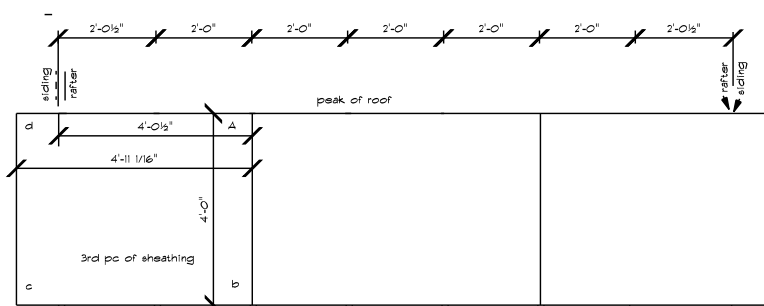 2'-0½" 2'-0" 2'-0" 2'-0" 2'-0" 2'-0" 2'-0½"
siding
rafter
rafter
siding
peak of roof
d
4'-0½"
A
4'-11 1/16"
4'-0"
3rd pc of sheathing
c
b